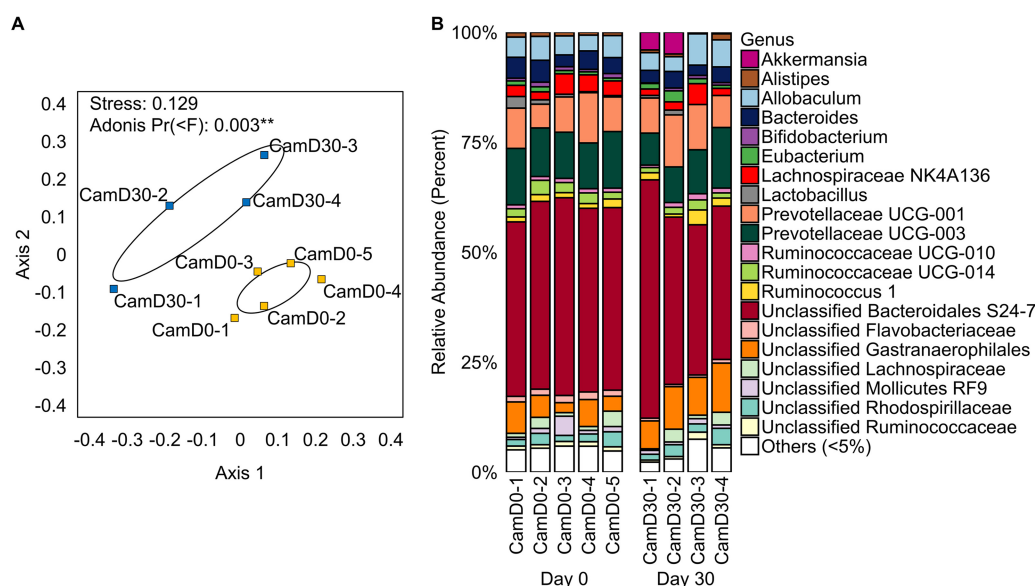 A
Stress: 0.129
Adonis Pr(<F): 0.003**
0.4
0.3
0.2
0.1
0
-0.1
-0.2
-0.3
-0.4
Axis 2
CamD30-3
CamD30-2
CamD30-4
CamD0-3
CamD0-5
CamD0-4
CamD30-1
CamD0-2
CamD0-1
-0.4
-0.3
-0.2
-0.1
0
0.1
0.2
0.3
0.4
Axis 1
B
100%
75%
50%
25%
0%
Relative Abundance (Percent)
CamD0-1
CamD0-2
CamD0-3
CamD0-4
CamD0-5
CamD30-1
CamD30-2
CamD30-3
CamD30-4
Day 0
Day 30
Genus
Akkermansia
Alistipes
Allobaculum
Bacteroides
Bifidobacterium
Eubacterium
Lachnospiraceae NK4A136
Lactobacillus
Prevotellaceae UCG-001
Prevotellaceae UCG-003
Ruminococcaceae UCG-010
Ruminoccaceae UCG-014
Ruminococcus 1
Unclassified Bacteroidales S24-7
Unclassified Flavobacteriaceae
Unclassified Gastranaerophilales
Unclassified Lachnospiraceae
Unclassified Mollicutes RF9
Unclassified Rhodospirillaceae
Unclassified Ruminococcaceae
Others (<5%)